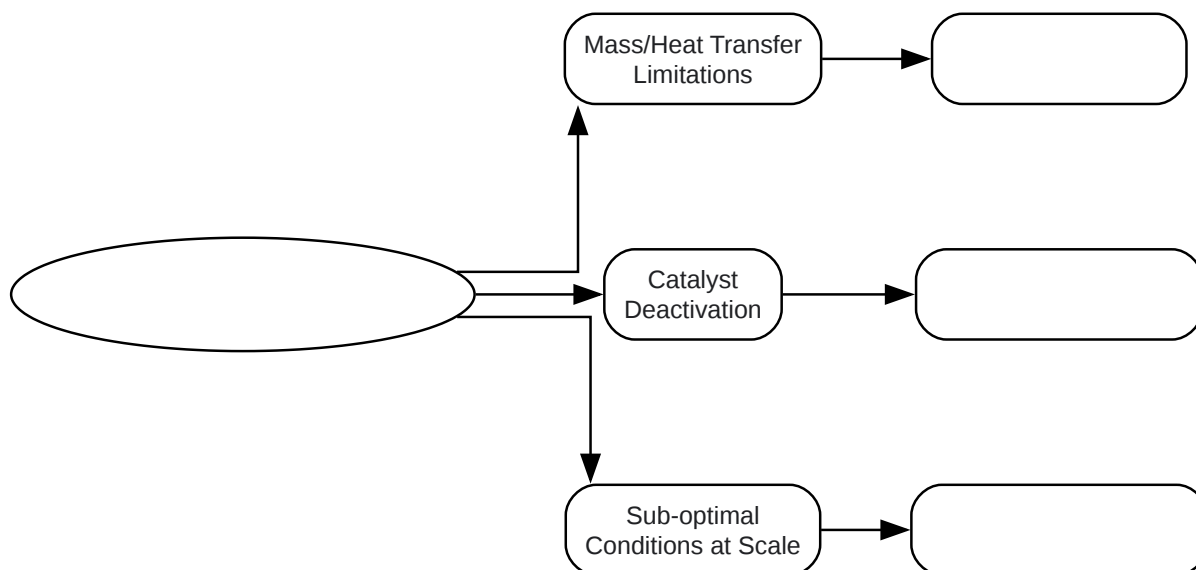 Mass/Heat Transfer
Limitations
Catalyst
Deactivation
Sub-optimal
Conditions at Scale